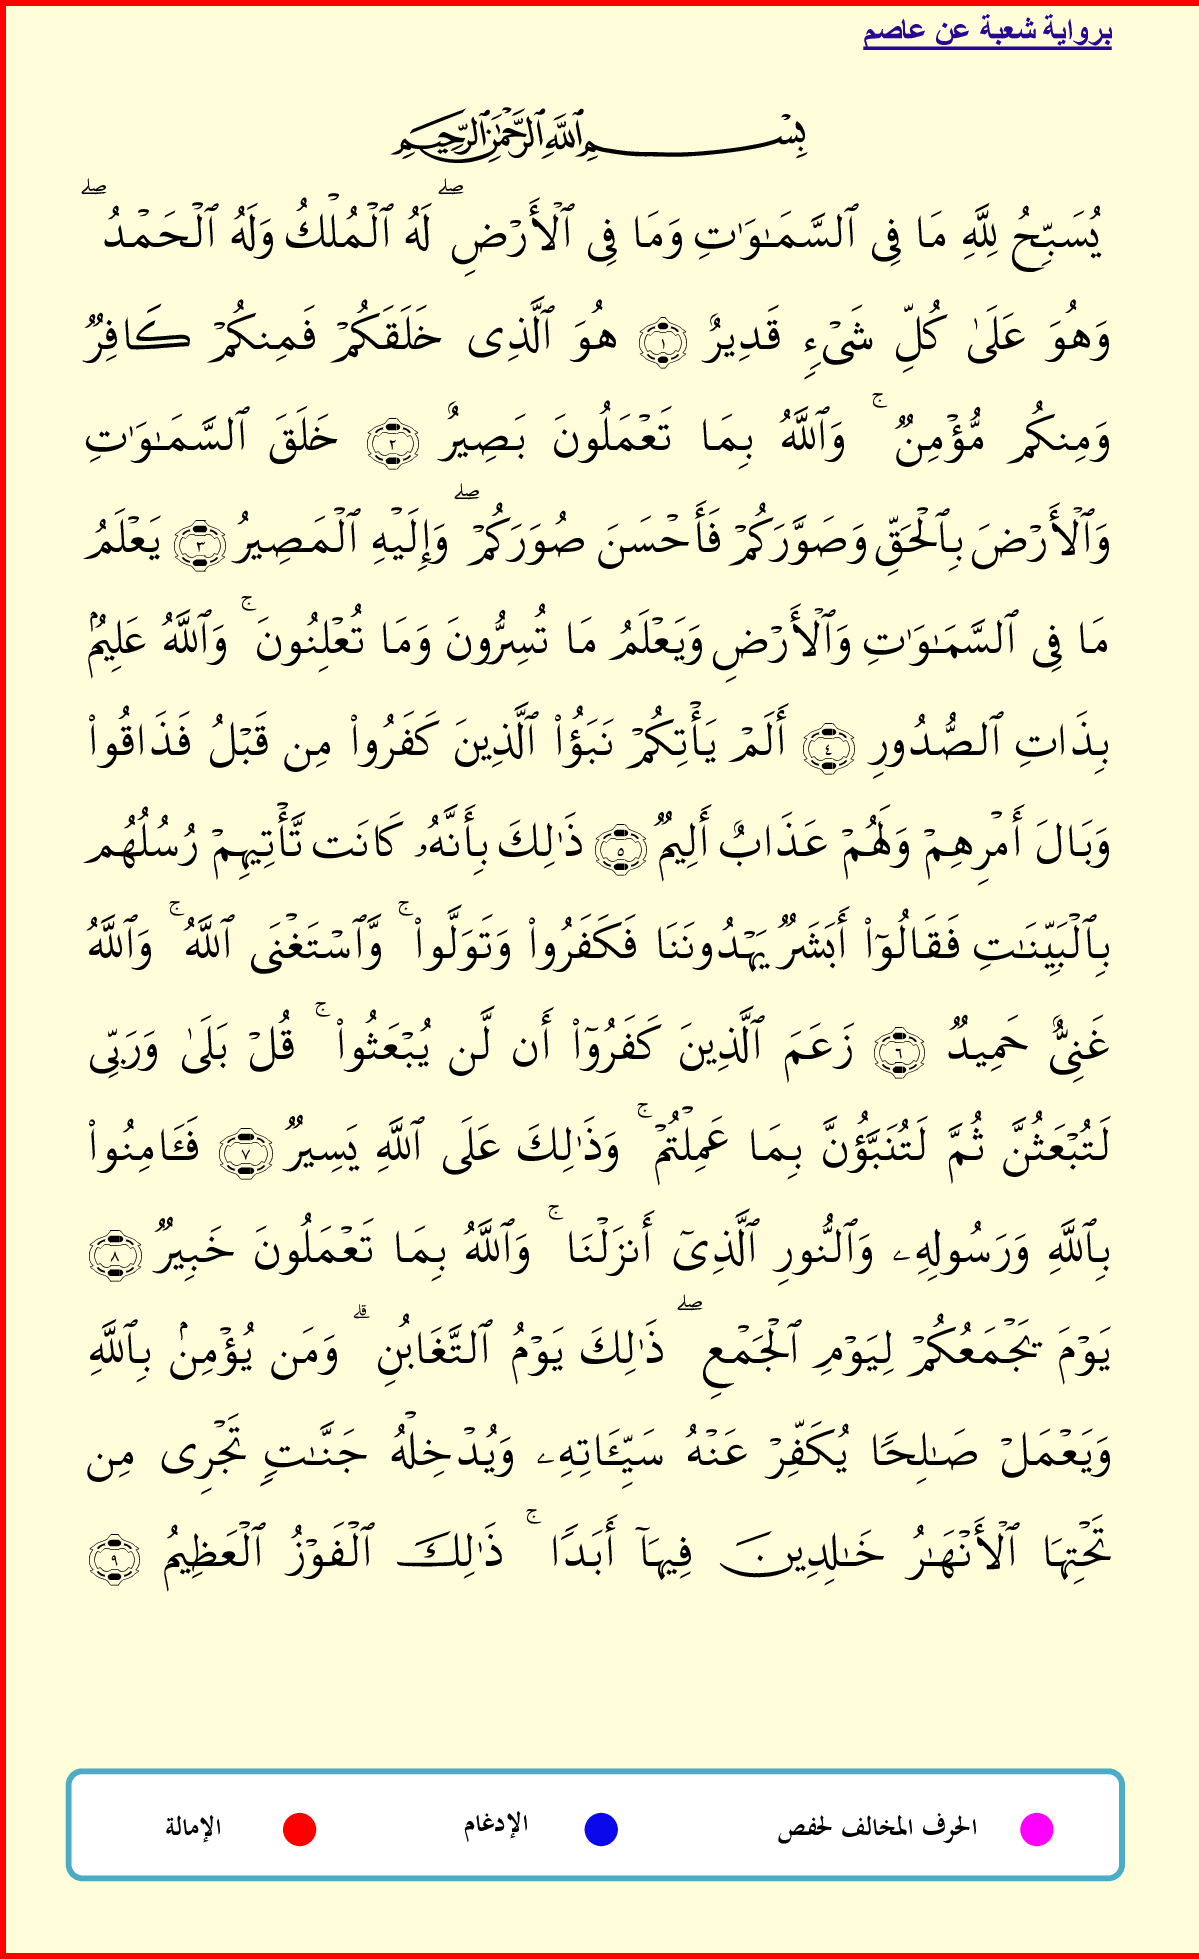 برواية شعبة عن عاصم
بِسْمِ ٱللَّهِ ٱلرَّحْمَٰنِ ٱلرَّحِيمِ
يُسَبِّحُ لِلَّهِ مَا فِى ٱلسَّمَٰوَٰتِ وَمَا فِى ٱلْأَرْضِ ۖ لَهُ ٱلْمُلْكُ وَلَهُ ٱلْحَمْدُ ۖ
وَهُوَ عَلَىٰ كُلِّ شَىْءٍ قَدِيرٌ ١ هُوَ ٱلَّذِى خَلَقَكُمْ فَمِنكُمْ كَافِرٌ
وَمِنكُم مُّؤْمِنٌ ۚ وَٱللَّهُ بِمَا تَعْمَلُونَ بَصِيرٌ ٢ خَلَقَ ٱلسَّمَٰوَٰتِ
وَٱلْأَرْضَ بِٱلْحَقِّ وَصَوَّرَكُمْ فَأَحْسَنَ صُوَرَكُمْ ۖ وَإِلَيْهِ ٱلْمَصِيرُ ٣ يَعْلَمُ
مَا فِى ٱلسَّمَٰوَٰتِ وَٱلْأَرْضِ وَيَعْلَمُ مَا تُسِرُّونَ وَمَا تُعْلِنُونَ ۚ وَٱللَّهُ عَلِيمٌۢ
بِذَاتِ ٱلصُّدُورِ ٤ أَلَمْ يَأْتِكُمْ نَبَؤُا۟ ٱلَّذِينَ كَفَرُوا۟ مِن قَبْلُ فَذَاقُوا۟
وَبَالَ أَمْرِهِمْ وَلَهُمْ عَذَابٌ أَلِيمٌ ٥ ذَٰلِكَ بِأَنَّهُۥ كَانَت تَّأْتِيهِمْ رُسُلُهُم
بِٱلْبَيِّنَٰتِ فَقَالُوٓا۟ أَبَشَرٌ يَهْدُونَنَا فَكَفَرُوا۟ وَتَوَلَّوا۟ ۚ وَّٱسْتَغْنَى ٱللَّهُ ۚ وَٱللَّهُ
غَنِىٌّ حَمِيدٌ ٦ زَعَمَ ٱلَّذِينَ كَفَرُوٓا۟ أَن لَّن يُبْعَثُوا۟ ۚ قُلْ بَلَىٰ وَرَبِّى
لَتُبْعَثُنَّ ثُمَّ لَتُنَبَّؤُنَّ بِمَا عَمِلْتُمْ ۚ وَذَٰلِكَ عَلَى ٱللَّهِ يَسِيرٌ ٧ فَـَٔامِنُوا۟
بِٱللَّهِ وَرَسُولِهِۦ وَٱلنُّورِ ٱلَّذِىٓ أَنزَلْنَا ۚ وَٱللَّهُ بِمَا تَعْمَلُونَ خَبِيرٌ ٨
يَوْمَ يَجْمَعُكُمْ لِيَوْمِ ٱلْجَمْعِ ۖ ذَٰلِكَ يَوْمُ ٱلتَّغَابُنِ ۗ وَمَن يُؤْمِنۢ بِٱللَّهِ
وَيَعْمَلْ صَٰلِحًا يُكَفِّرْ عَنْهُ سَيِّـَٔاتِهِۦ وَيُدْخِلْهُ جَنَّٰتٍ تَجْرِى مِن
تَحْتِهَا ٱلْأَنْهَٰرُ خَٰلِدِينَ فِيهَآ أَبَدًا ۚ ذَٰلِكَ ٱلْفَوْزُ ٱلْعَظِيمُ ٩
الحرف المخالف لحفص الإدغام الإمالة